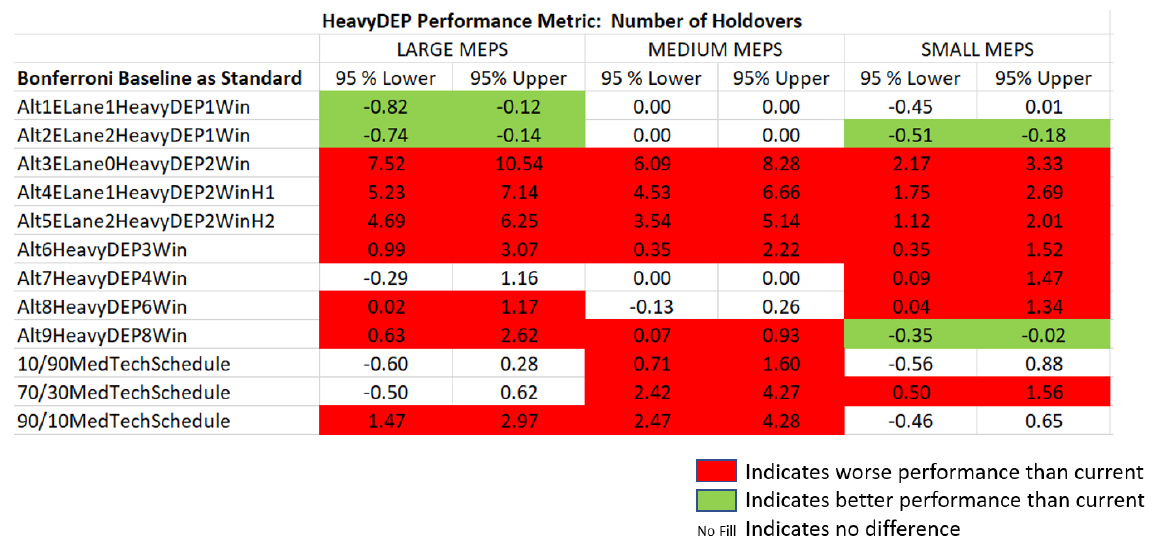 HeavyDEP Performance Metric: Number of Holdovers
LARGE MEPS MEDIUM MEPS SMALL MEPS
Bonferroni Baseline as Standard 95 % Lower 95% Upper 95 % Lower 95% Upper 95 % Lower 95% Upper
Alt1ELane1HeavyDEP1Win -0.82 -0.12 0.00 0.00 -0.45 0.01
Alt2ELane2HeavyDEP1Win -0.74 -0.14 0.00 0.00 -0.51 -0.18
Alt3ELane0HeavyDEP2Win 7.52 10.54 6.09 8.28 2.17 3.33
Alt4ELane1HeavyDEP2WinH1 5.23 7.14 4.53 6.66 1.75 2.69
Alt5ELane2HeavyDEP2WinH2 4.69 6.25 3.54 5.14 1.12 2.01
Alt6HeavyDEP3Win 0.99 3.07 0.35 2.22 0.35 1.52
Alt7HeavyDEP4Win -0.29 1.16 0.00 0.00 0.09 1.47
Alt8HeavyDEP6Win 0.02 1.17 -0.13 0.26 0.04 1.34
Alt9HeavyDEP8Win 0.63 2.62 0.07 0.93 -0.35 -0.02
10/90MedTechSchedule -0.60 0.28 0.71 1.60 -0.56 0.88
70/30MedTechSchedule -0.50 0.62 2.42 4.27 0.50 1.56
90/10MedTechSchedule 1.47 2.97 2.47 4.28 -0.46 0.65
Indicates worse performance than current
Indicates better performance than current
No Fill Indicates no difference